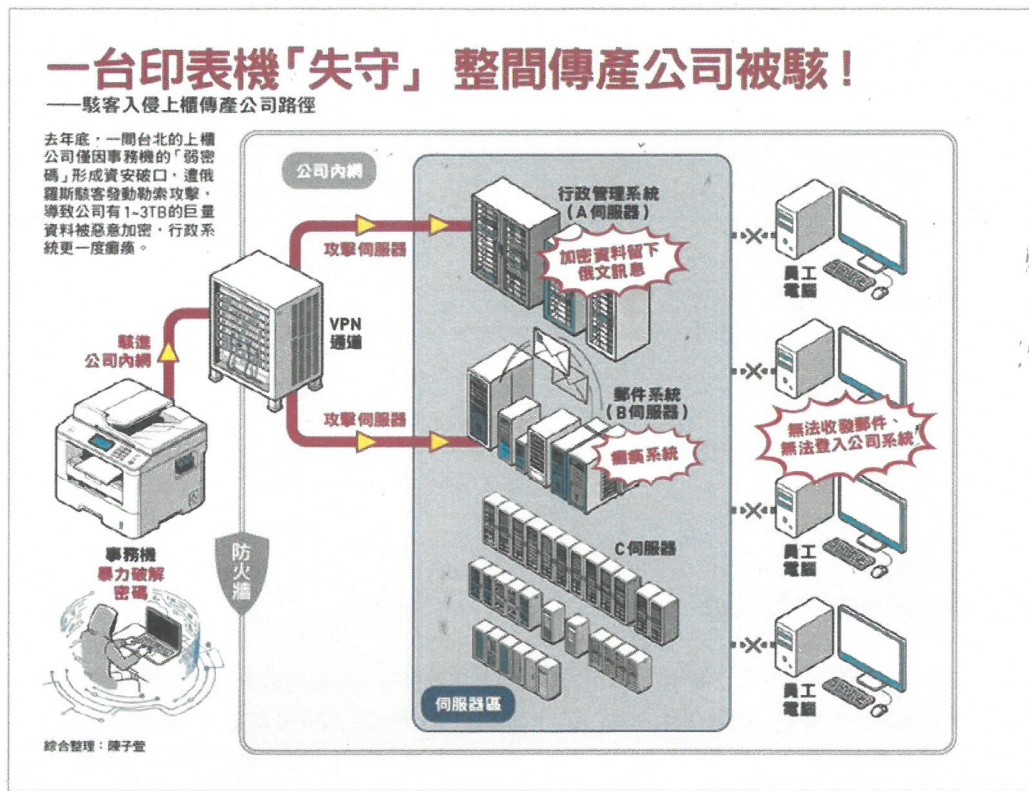 一台印表機「失守」 整間傳產公司被駭！
——駭客入侵上櫃傳產公司路徑
去年底，一間台北的上櫃
公司僅因事務機的「弱密
碼」形成資安破口，遭俄
羅斯駭客發動勒索攻擊，
導致公司有1~3TB的巨量
資料被惡意加密，行政系
統更一度癱瘓。
公司內網
行政管理系統
（A伺服器）
攻擊伺服器
加密資料留下
俄文訊息
員工
電腦
VPN
通道
駭進
公司內網
郵件系統
（B伺服器）
攻擊伺服器
癱瘓系統
無法收發郵件、
無法登入公司系統
員工
電腦
C伺服器
防火牆
事務機
暴力破解
密碼
員工
電腦
伺服器區
綜合整理：陳子萱